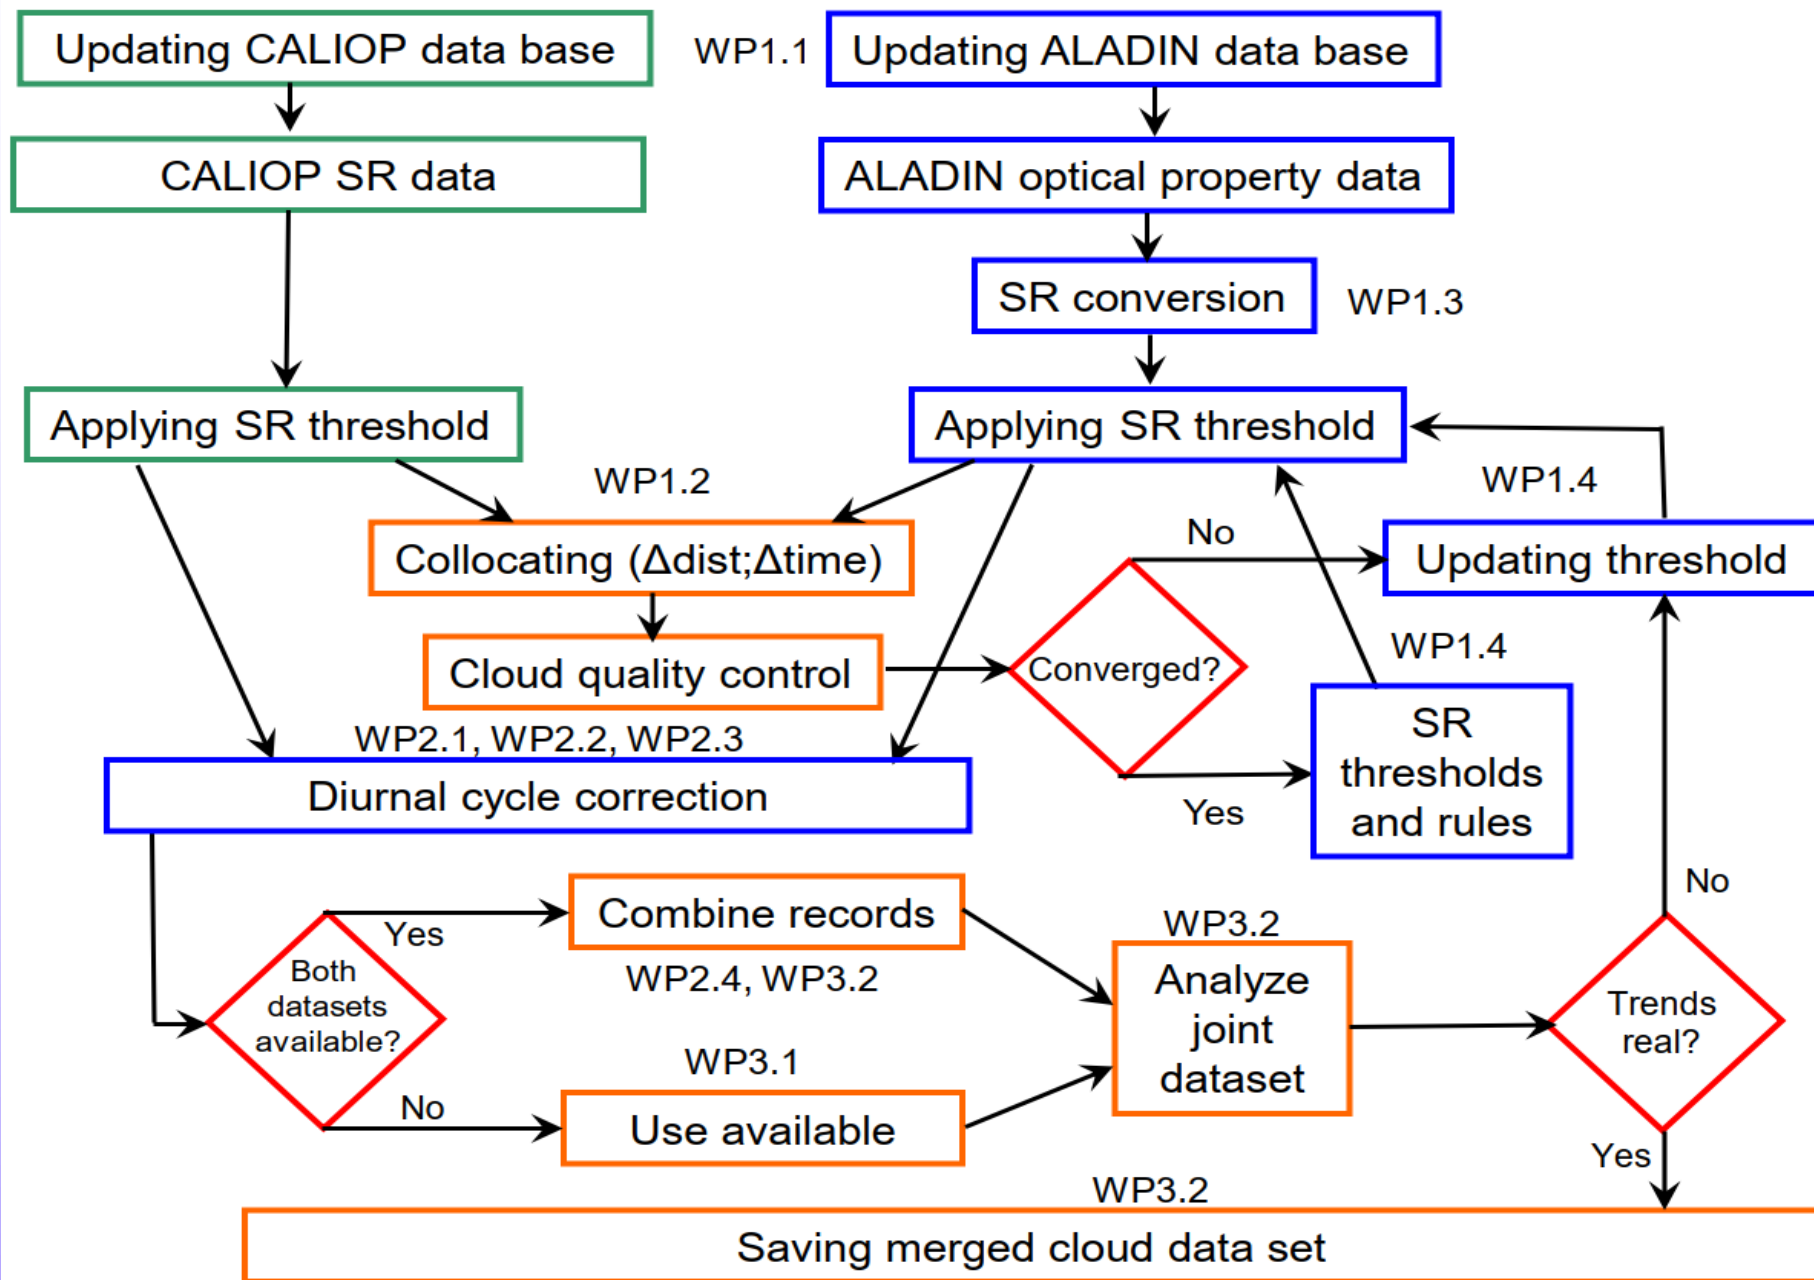 Updating CALIOP data base
WP1.1
Updating ALADIN data base
CALIOP SR data
ALADIN optical property data
SR conversion
WP1.3
Applying SR threshold
Applying SR threshold
WP1.2
WP1.4
No
Collocating (Δdist;Δtime)
Updating threshold
Cloud quality control
Converged?
WP1.4
SR
thresholds
and rules
WP2.1, WP2.2, WP2.3
Diurnal cycle correction
Yes
No
Combine records
Yes
WP2.4, WP3.2
Both
datasets
available?
WP3.2
Analyze
joint
dataset
Trends
real?
WP3.1
No
Use available
Yes
WP3.2
Saving merged cloud data set